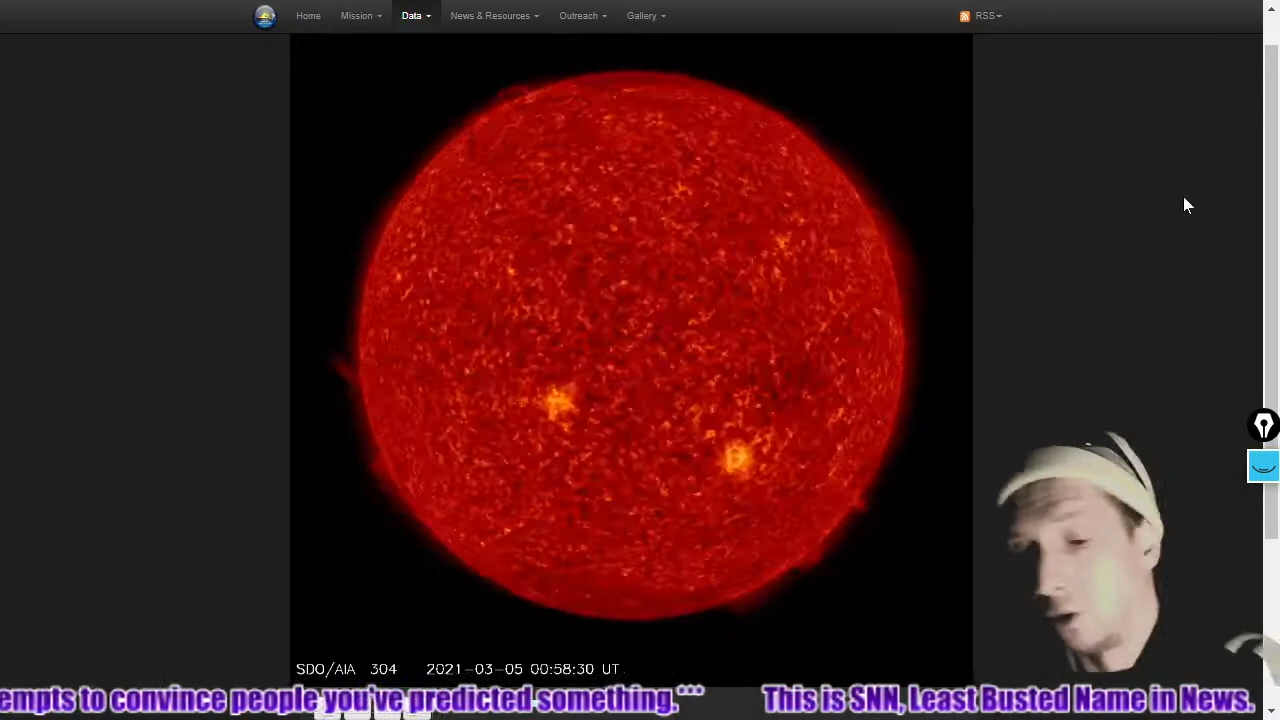 Home Mission Data News & Resources Outreach Gallery RSS
SDO/AIA 304 2021-03-05 00:58:30 UT
empts to convince people you've predicted something.*** This is SNN, Least Busted Name in News.